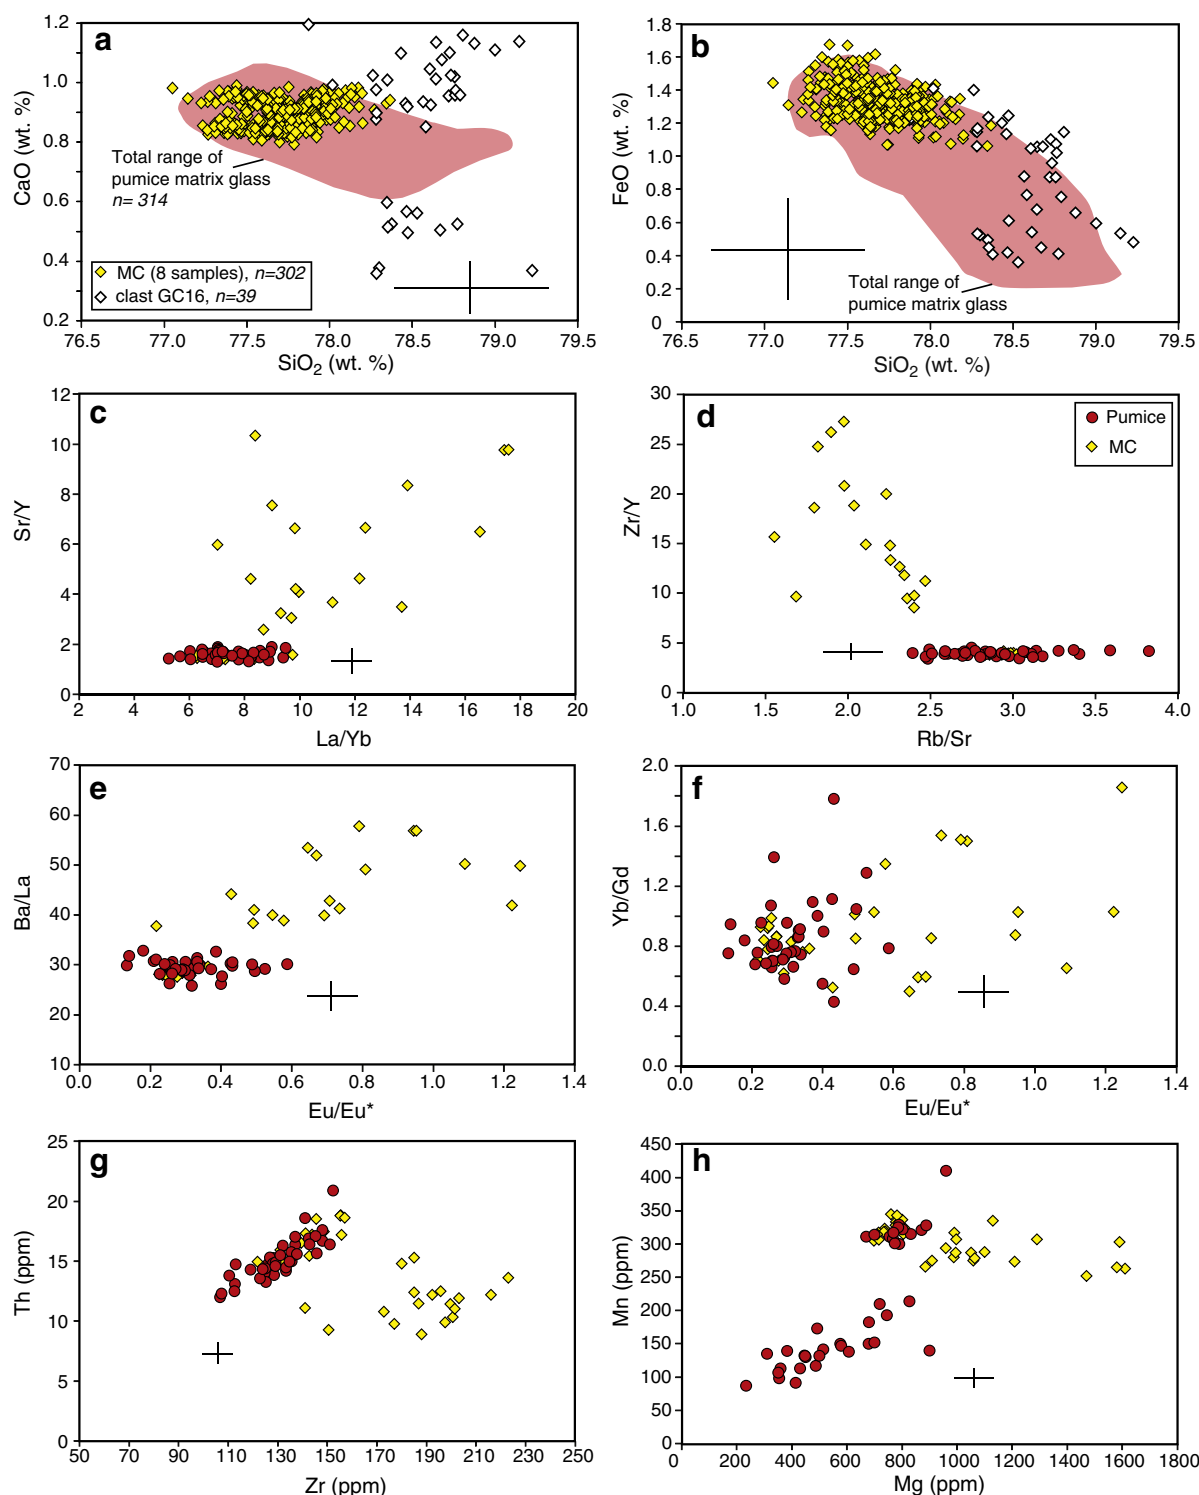 a
1.2
1.0
0.8
0.6
0.4
0.2
CaO (wt. %)
Total range of
pumice matrix glass
n= 314
MC (8 samples), n=302
clast GC16, n=39
76.5 77.0 77.5 78.0 78.5 79.0 79.5
SiO2 (wt. %)
b
1.8
1.6
1.4
1.2
1.0
0.8
0.6
0.4
0.2
0
FeO (wt. %)
Total range of
pumice matrix glass
76.5 77.0 77.5 78.0 78.5 79.0 79.5
SiO2 (wt. %)
c
12
10
8
6
4
2
0
Sr/Y
2 4 6 8 10 12 14 16 18 20
La/Yb
d
30
25
20
15
10
5
0
Zr/Y
Pumice
MC
1.0 1.5 2.0 2.5 3.0 3.5 4.0
Rb/Sr
e
70
60
50
40
30
20
10
Ba/La
0.0 0.2 0.4 0.6 0.8 1.0 1.2 1.4
Eu/Eu*
f
2.0
1.6
1.2
0.8
0.4
0.0
Yb/Gd
0.0 0.2 0.4 0.6 0.8 1.0 1.2 1.4
Eu/Eu*
g
25
20
15
10
5
0
Th (ppm)
50 70 90 110 130 150 170 190 210 230 250
Zr (ppm)
h
450
400
350
300
250
200
150
100
50
0
Mn (ppm)
200 400 600 800 1000 1200 1400 1600 1800
Mg (ppm)